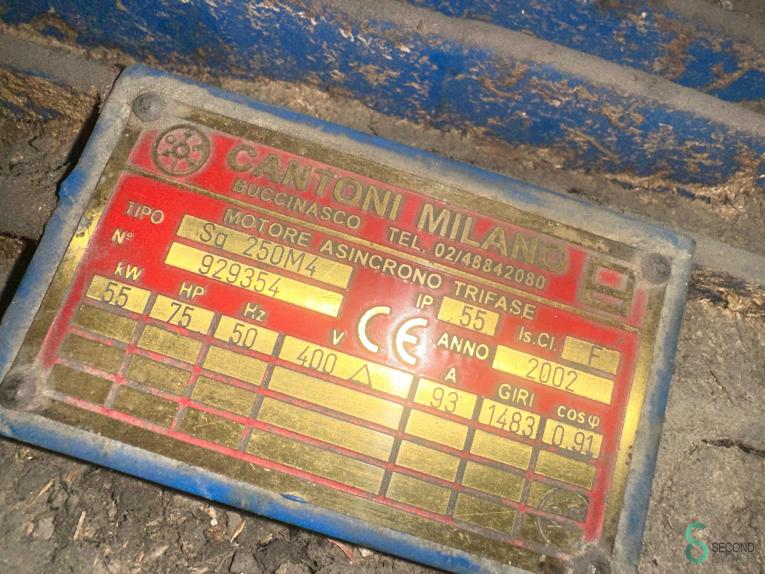 CANTONI MILANO
BUCCINASCO TEL. 02/48842080
MOTORE ASINCRONO TRIFASE
TIPO Sg 250M4 IP 55 Is.Cl. F
N° 929354 CE ANNO 2002
kW HP Hz V A GIRI cosφ
55 75 50 400 △ 93 1483 0.91
SECOND